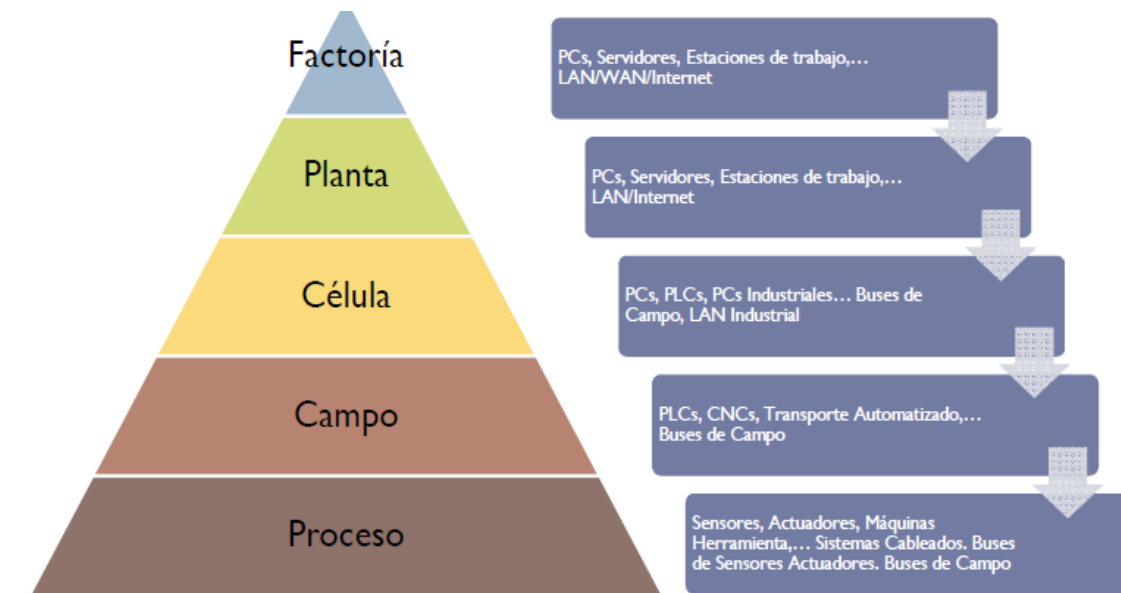 Factoría
PCs, Servidores, Estaciones de trabajo,...
LAN/WAN/Internet
Planta
PCs, Servidores, Estaciones de trabajo,...
LAN/Internet
Célula
PCs, PLCs, PCs Industriales... Buses de
Campo, LAN Industrial
Campo
PLCs, CNCs, Transporte Automatizado,...
Buses de Campo
Proceso
Sensores, Actuadores, Máquinas
Herramienta,... Sistemas Cableados. Buses
de Sensores Actuadores. Buses de Campo